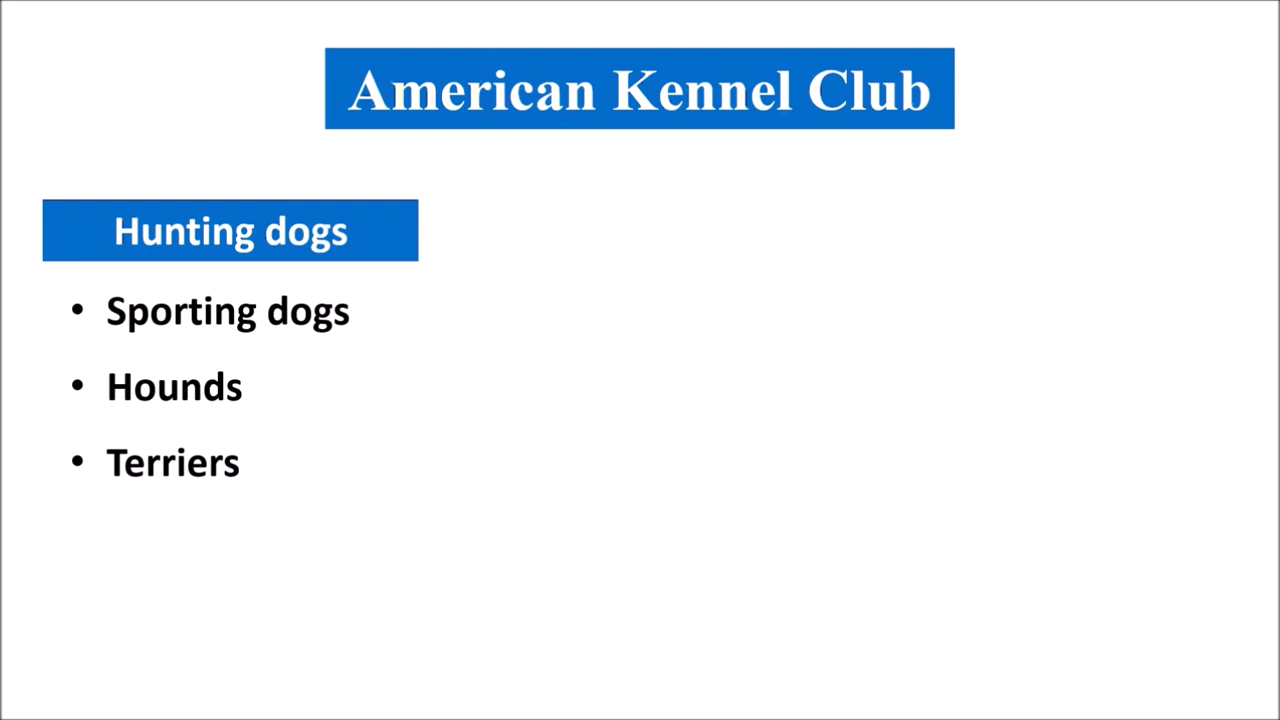 American Kennel Club
Hunting dogs
• Sporting dogs
• Hounds
• Terriers